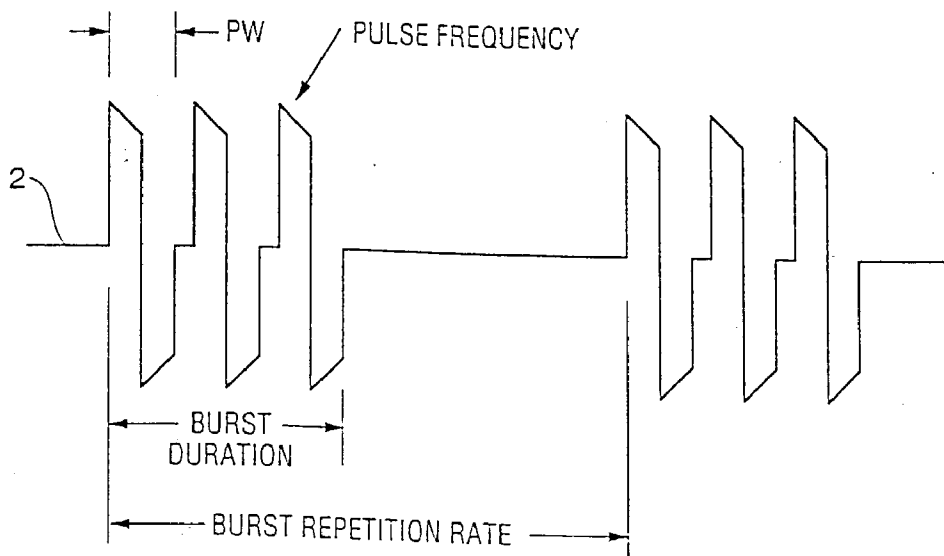 PW
PULSE FREQUENCY
2
BURST
DURATION
BURST REPETITION RATE